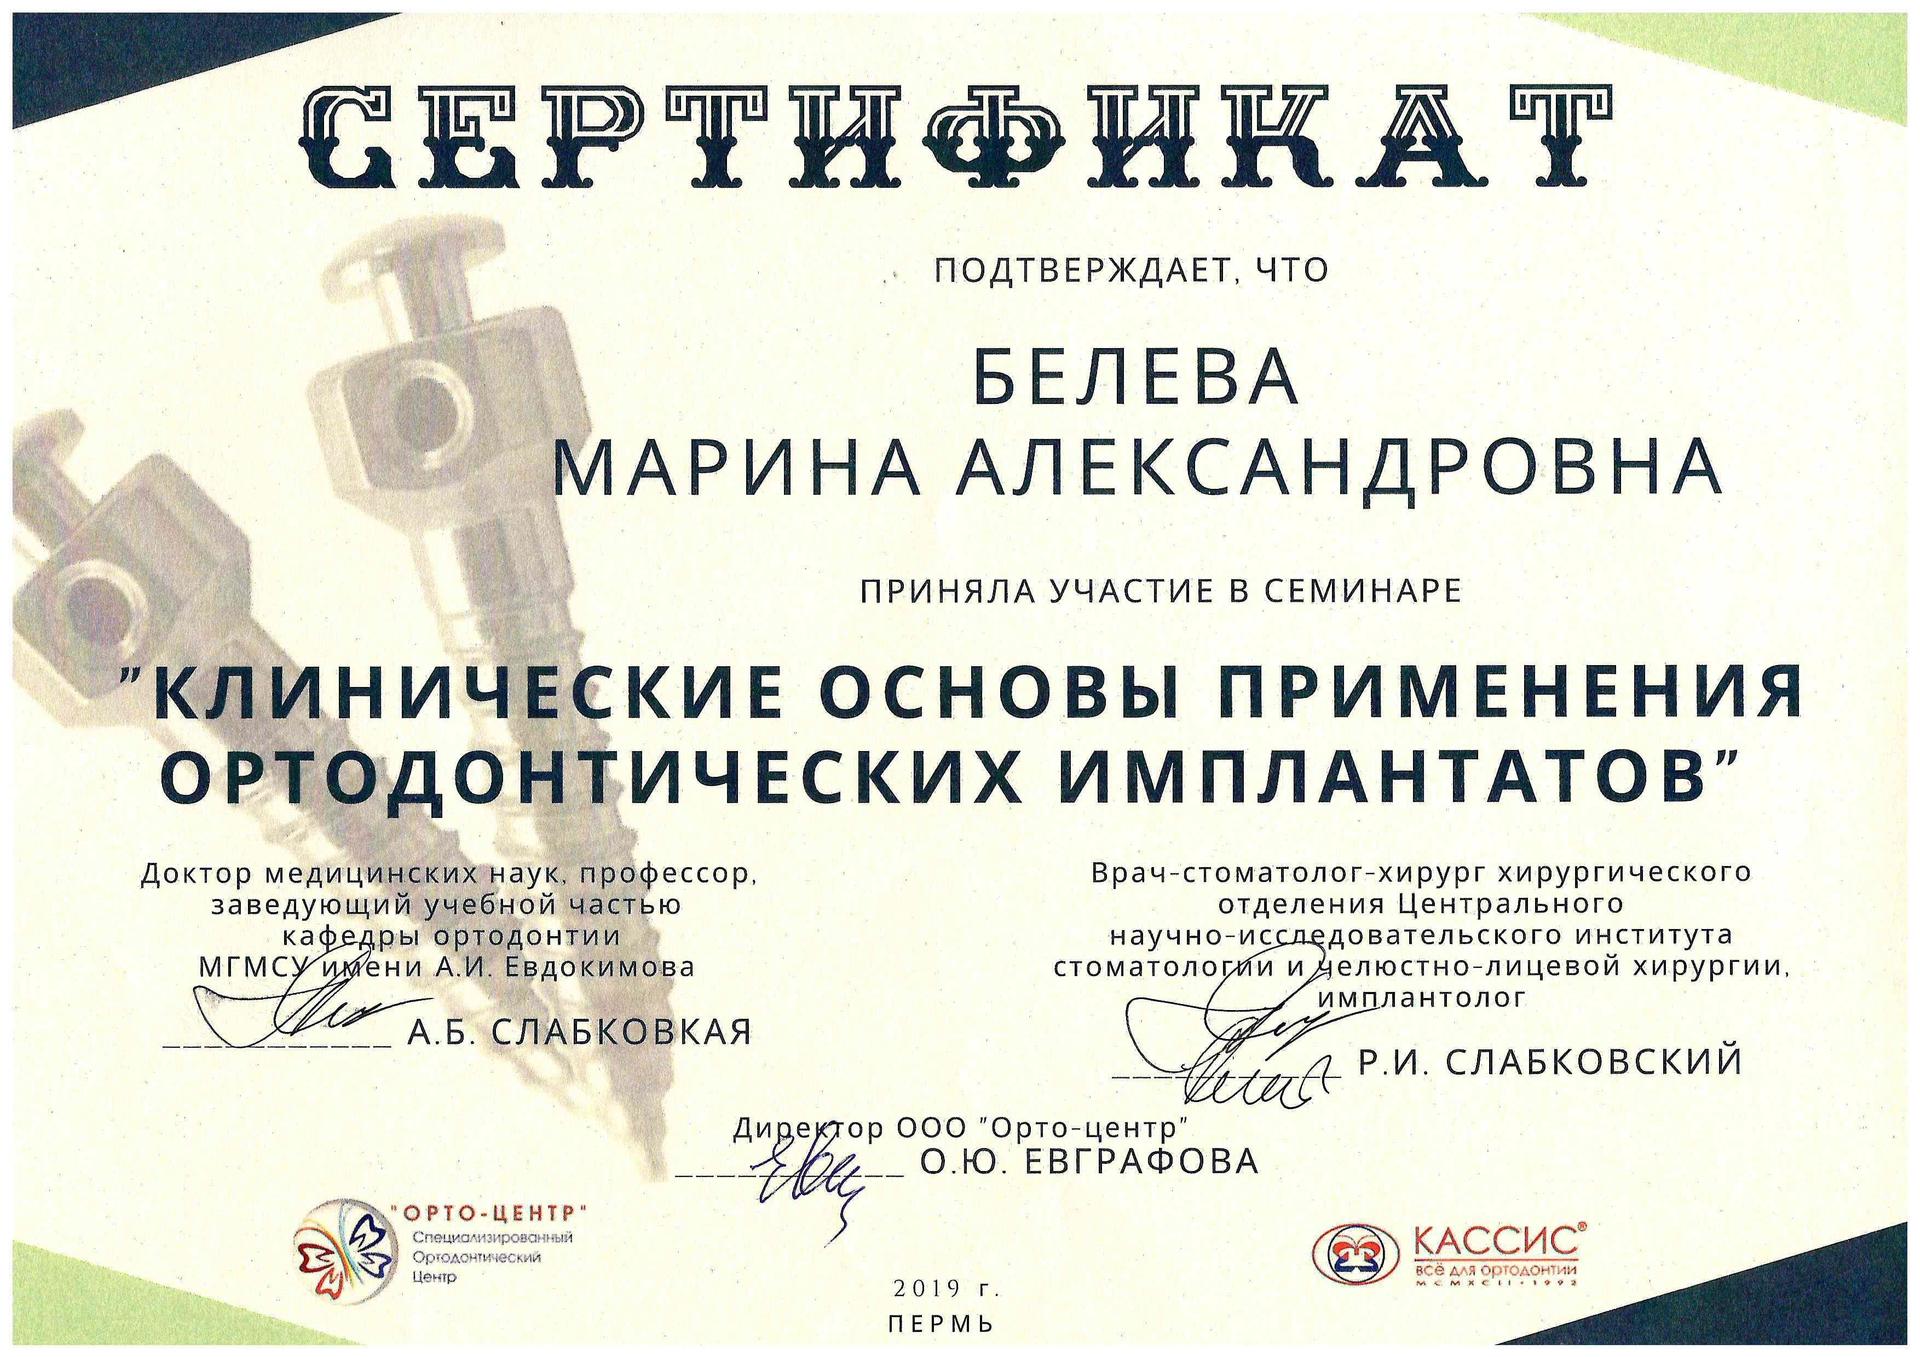 СЕРТИФИКАТ
ПОДТВЕРЖДАЕТ, ЧТО
БЕЛЕВА
МАРИНА АЛЕКСАНДРОВНА
ПРИНЯЛА УЧАСТИЕ В СЕМИНАРЕ
"КЛИНИЧЕСКИЕ ОСНОВЫ ПРИМЕНЕНИЯ
ОРТОДОНТИЧЕСКИХ ИМПЛАНТАТОВ"
Доктор медицинских наук, профессор,
заведующий учебной частью
кафедры ортодонтии
МГМСУ имени А.И. Евдокимова
А.Б. СЛАБКОВКАЯ
Врач-стоматолог-хирург хирургического
отделения Центрального
научно-исследовательского института
стоматологии и челюстно-лицевой хирургии,
имплантолог
Р.И. СЛАБКОВСКИЙ
Директор ООО "Орто-центр"
О.Ю. ЕВГРАФОВА
"ОРТО-ЦЕНТР"
Специализированный
Ортодонтический
Центр
КАССИС®
всё для ортодонтии
MCMXCII·1992
2019 г.
ПЕРМЬ